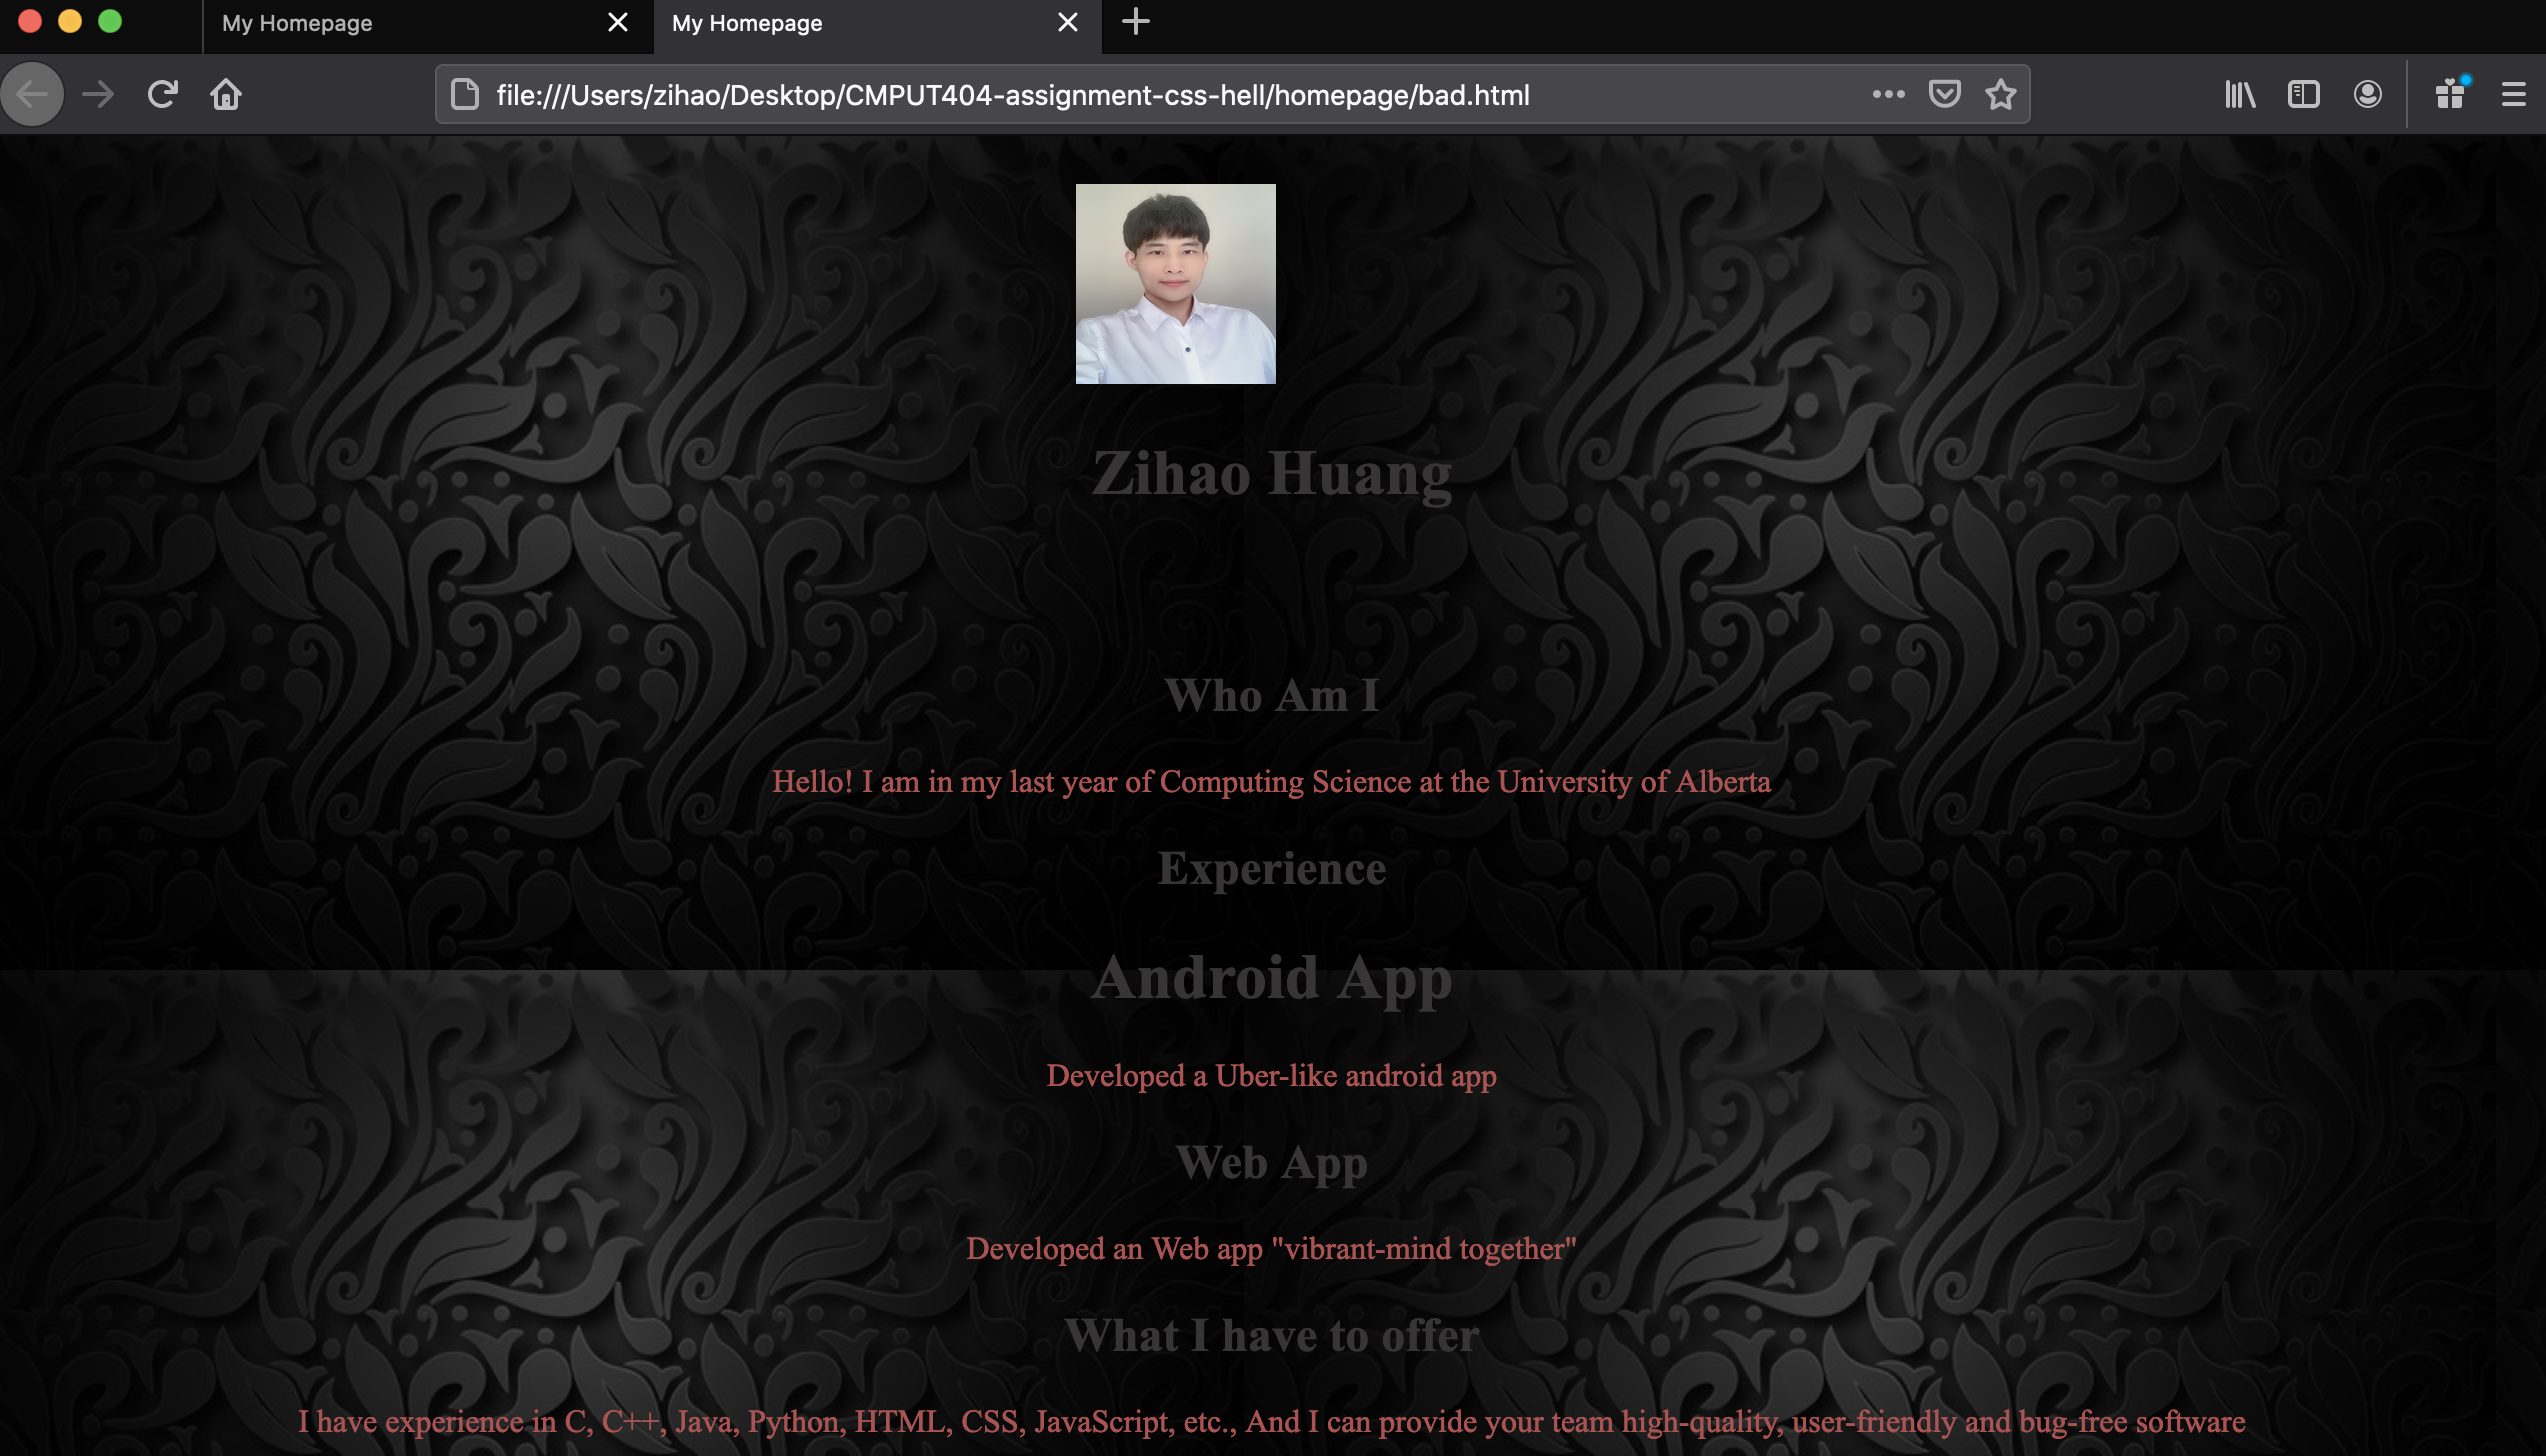 My Homepage
My Homepage
file:///Users/zihao/Desktop/CMPUT404-assignment-css-hell/homepage/bad.html
Zihao Huang
Who Am I
Hello! I am in my last year of Computing Science at the University of Alberta
Experience
Android App
Developed a Uber-like android app
Web App
Developed an Web app "vibrant-mind together"
What I have to offer
I have experience in C, C++, Java, Python, HTML, CSS, JavaScript, etc., And I can provide your team high-quality, user-friendly and bug-free software